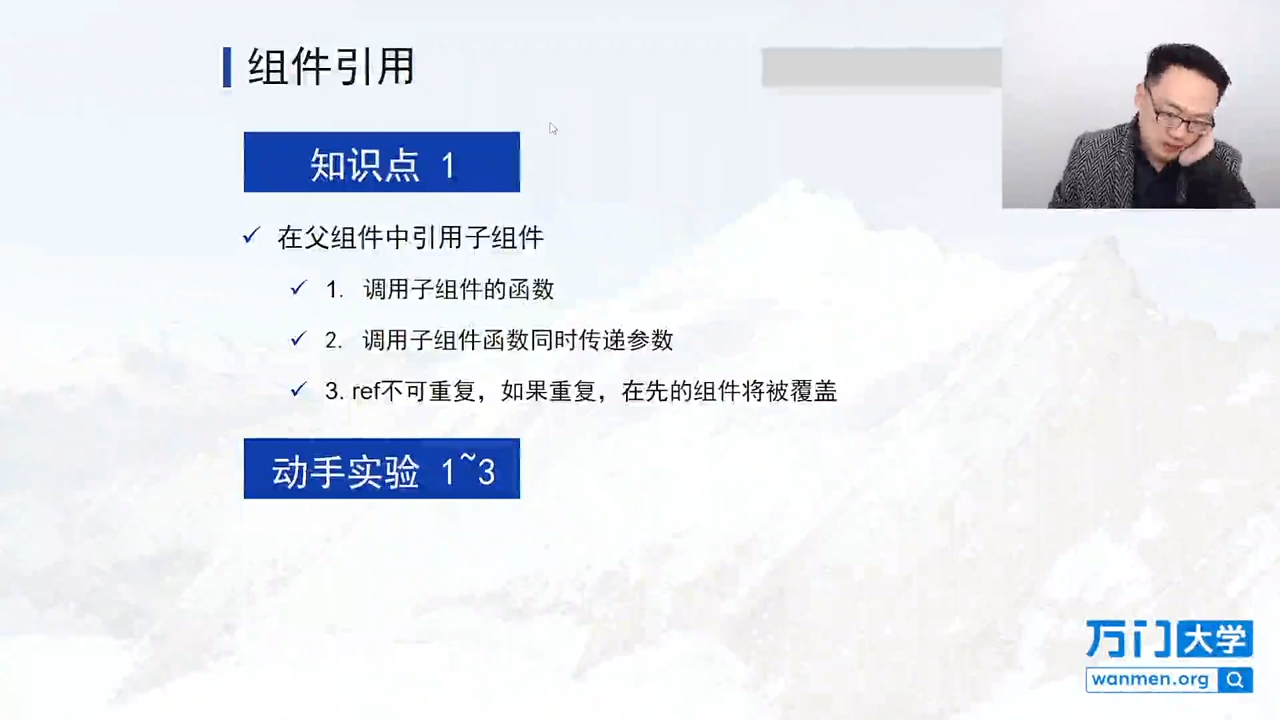 组件引用
知识点 1
在父组件中引用子组件
1. 调用子组件的函数
2. 调用子组件函数同时传递参数
3. ref不可重复，如果重复，在先的组件将被覆盖
动手实验 1~3
万门大学
wanmen.org